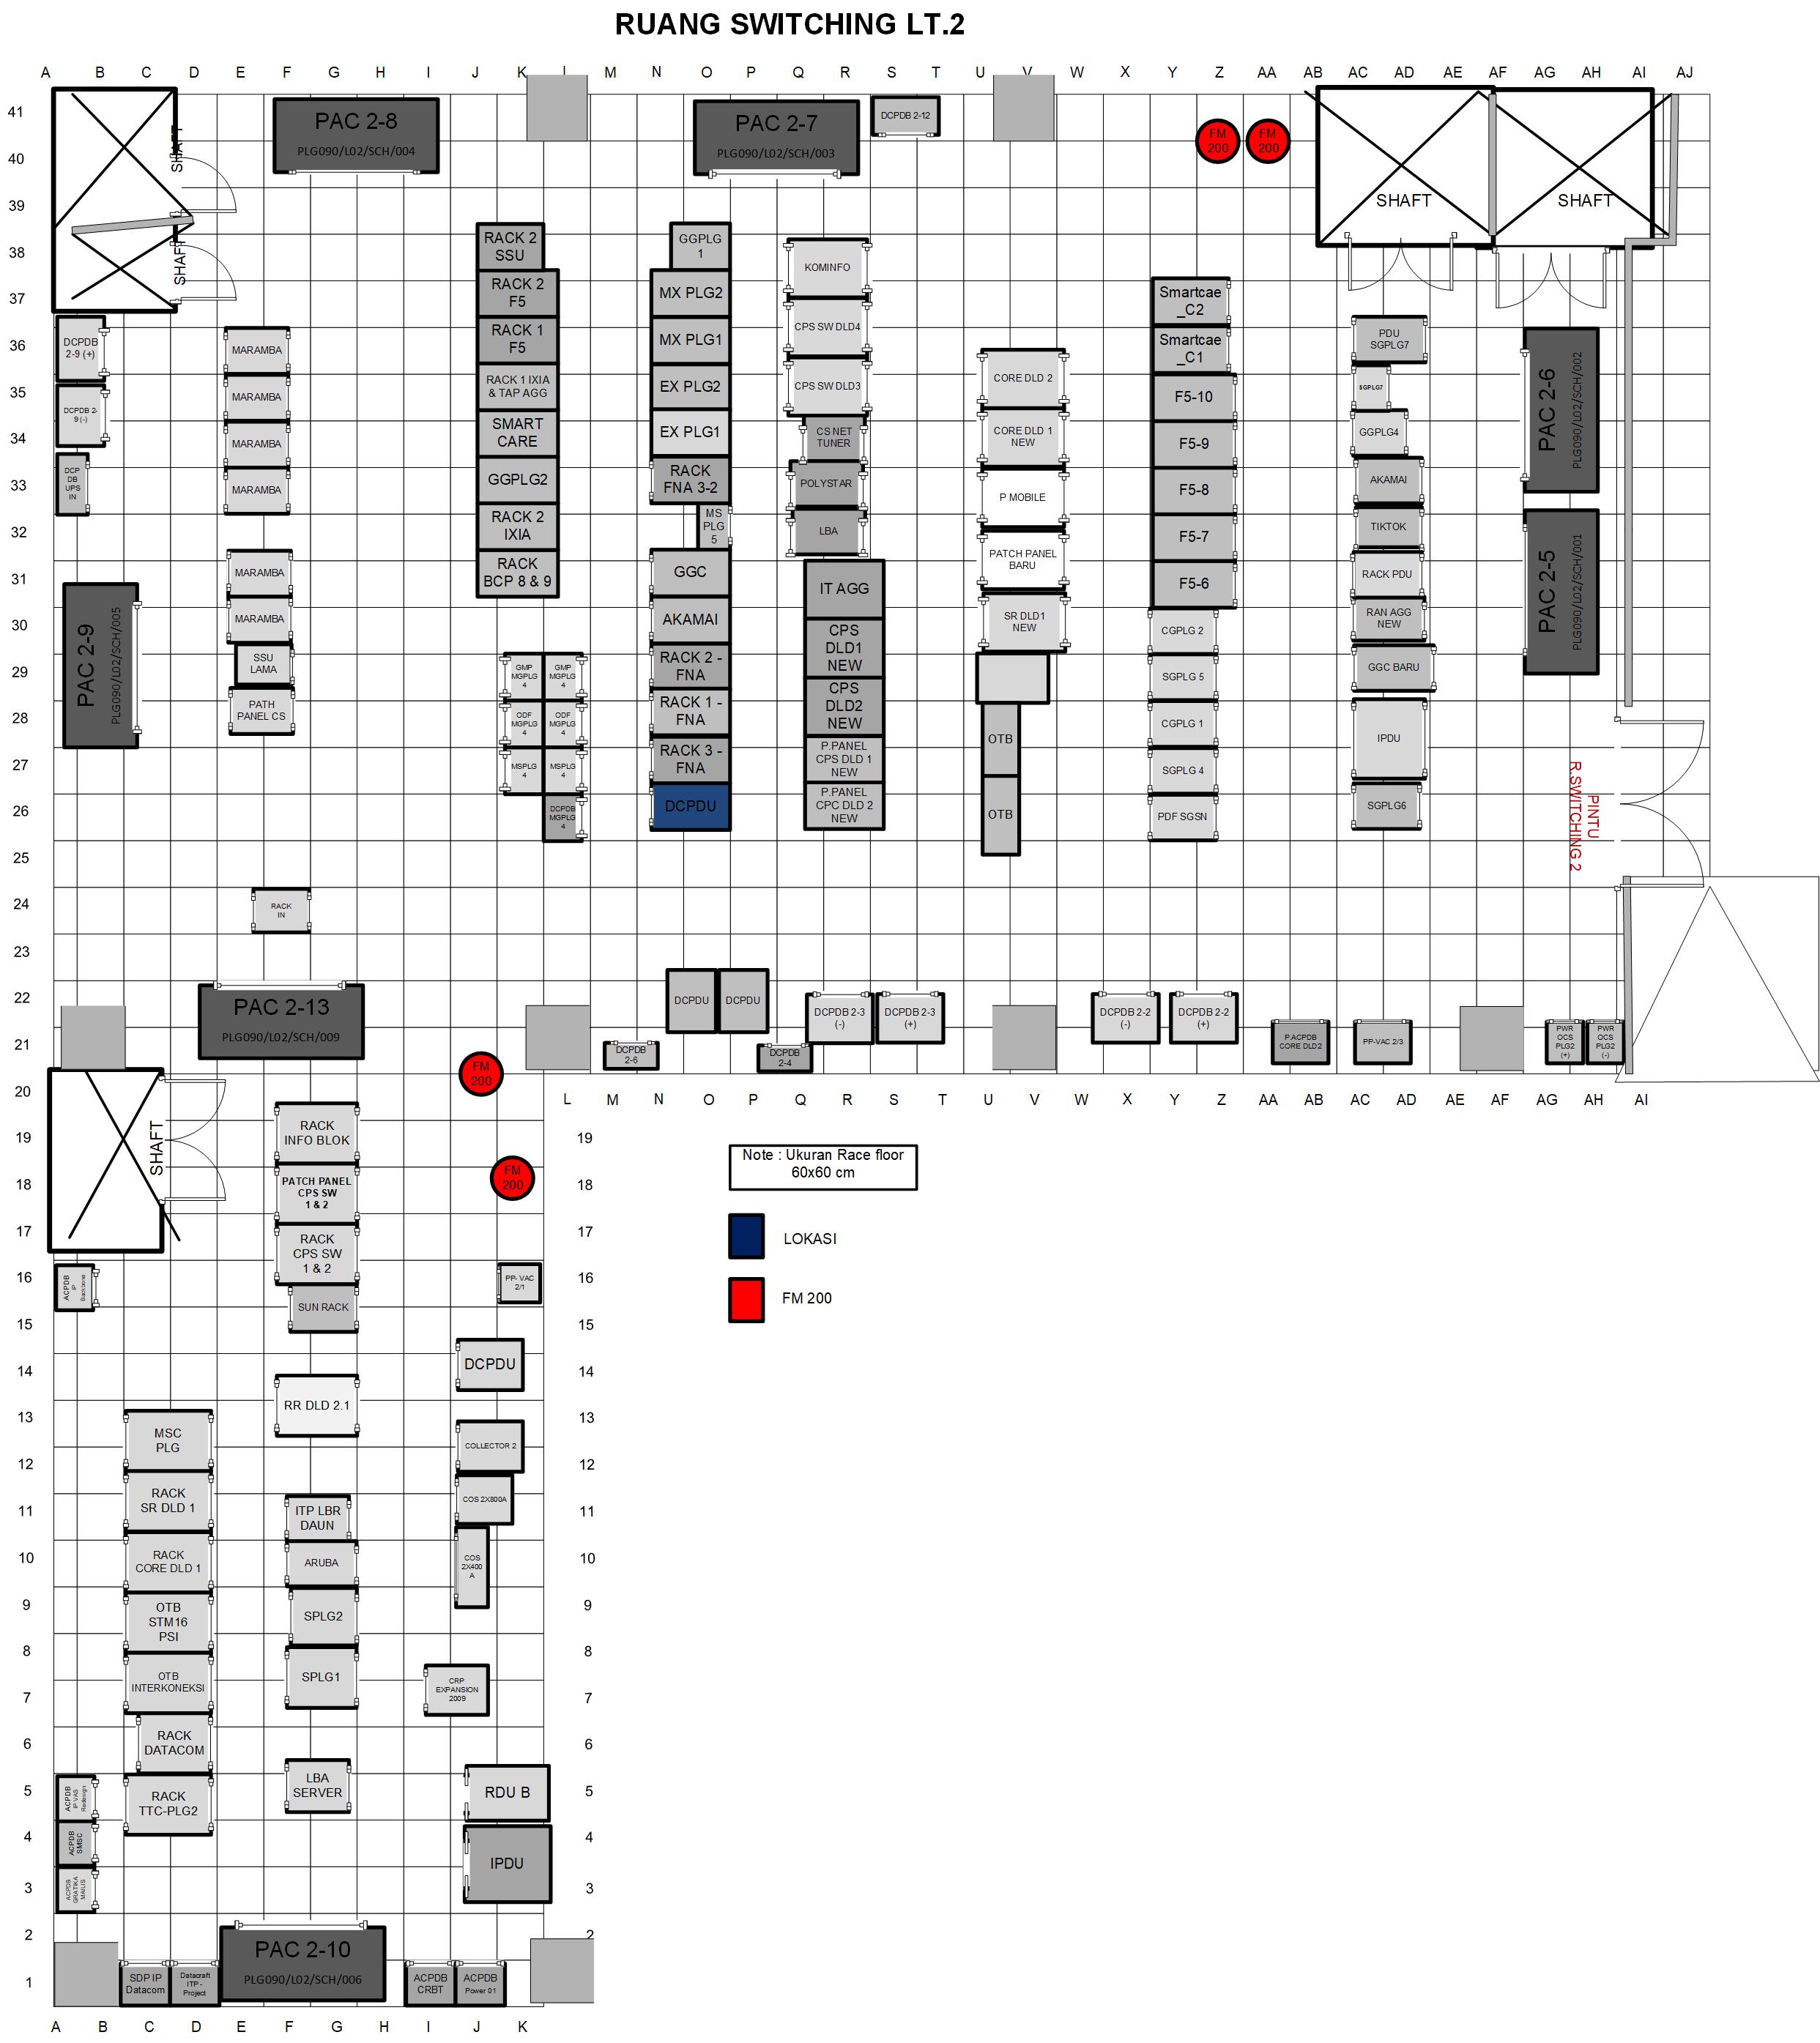 RUANG SWITCHING LT.2
A B C D E F G H I J K L M N O P Q R S T U V W X Y Z AA AB AC AD AE AF AG AH AI AJ
41
40
39
38
37
36
35
34
33
32
31
30
29
28
27
26
25
24
23
22
21
20
19
18
17
16
15
14
13
12
11
10
9
8
7
6
5
4
3
2
1
SHAFT
SHAFT
PAC 2-8
PLG090/L02/SCH/004
PAC 2-7
PLG090/L02/SCH/003
DCPDB 2-12
FM
200
FM
200
SHAFT
SHAFT
DCPDB
2-9 (+)
DCPDB 2-
9 (-)
DCP
DB
UPS
IN
PAC 2-9
PLG090/L02/SCH/005
MARAMBA
MARAMBA
MARAMBA
MARAMBA
MARAMBA
MARAMBA
SSU
LAMA
PATH
PANEL CS
RACK
IN
RACK 2
SSU
RACK 2
F5
RACK 1
F5
RACK 1 IXIA
& TAP AGG
SMART
CARE
GGPLG2
RACK 2
IXIA
RACK
BCP 8 & 9
GMP
MGPLG
4
GMP
MGPLG
4
ODF
MGPLG
4
ODF
MGPLG
4
MSPLG
4
MSPLG
4
DCPDB
MGPLG
4
GGPLG
1
MX PLG2
MX PLG1
EX PLG2
EX PLG1
RACK
FNA 3-2
MS
PLG
5
GGC
AKAMAI
RACK 2 -
FNA
RACK 1 -
FNA
RACK 3 -
FNA
DCPDU
KOMINFO
CPS SW DLD4
CPS SW DLD3
CS NET
TUNER
POLYSTAR
LBA
IT AGG
CPS
DLD1
NEW
CPS
DLD2
NEW
P.PANEL
CPS DLD 1
NEW
P.PANEL
CPC DLD 2
NEW
CORE DLD 2
CORE DLD 1
NEW
P MOBILE
PATCH PANEL
BARU
SR DLD1
NEW
OTB
OTB
Smartcae
_C2
Smartcae
_C1
F5-10
F5-9
F5-8
F5-7
F5-6
CGPLG 2
SGPLG 5
CGPLG 1
SGPLG 4
PDF SGSN
PDU
SGPLG7
SGPLG7
GGPLG4
AKAMAI
TIKTOK
RACK PDU
RAN AGG
NEW
GGC BARU
IPDU
SGPLG6
PAC 2-6
PLG090/L02/SCH/002
PAC 2-5
PLG090/L02/SCH/001
PINTU
R.SWITCHING 2
PAC 2-13
PLG090/L02/SCH/009
DCPDU
DCPDU
DCPDB
2-6
DCPDB
2-4
DCPDB 2-3
(-)
DCPDB 2-3
(+)
DCPDB 2-2
(-)
DCPDB 2-2
(+)
P.ACPDB
CORE DLD2
PP-VAC 2/3
PWR
OCS
PLG2
(+)
PWR
OCS
PLG2
(-)
FM
200
L M N O P Q R S T U V W X Y Z AA AB AC AD AE AF AG AH AI
SHAFT
RACK
INFO BLOK
PATCH PANEL
CPS SW
1 & 2
RACK
CPS SW
1 & 2
SUN RACK
FM
200
PP- VAC
2/1
19
18
17
16
15
14
13
12
11
10
9
8
7
6
5
4
3
2
Note : Ukuran Race floor
60x60 cm
LOKASI
FM 200
ACPDB
IP
Backbone
DCPDU
RR DLD 2.1
COLLECTOR 2
COS 2X800A
COS
2X400
A
MSC
PLG
RACK
SR DLD 1
RACK
CORE DLD 1
OTB
STM16
PSI
OTB
INTERKONEKSI
RACK
DATACOM
RACK
TTC-PLG2
ITP LBR
DAUN
ARUBA
SPLG2
SPLG1
CRP
EXPANSION
2009
LBA
SERVER
RDU B
IPDU
ACPDB
IP VAS
Redesign
ACPDB
SMSC
ACPDB
GRATIKA
MAILIS
PAC 2-10
PLG090/L02/SCH/006
SDP IP
Datacom
Datacraft
ITP -
Project
ACPDB
CRBT
ACPDB
Power 01
A B C D E F G H I J K